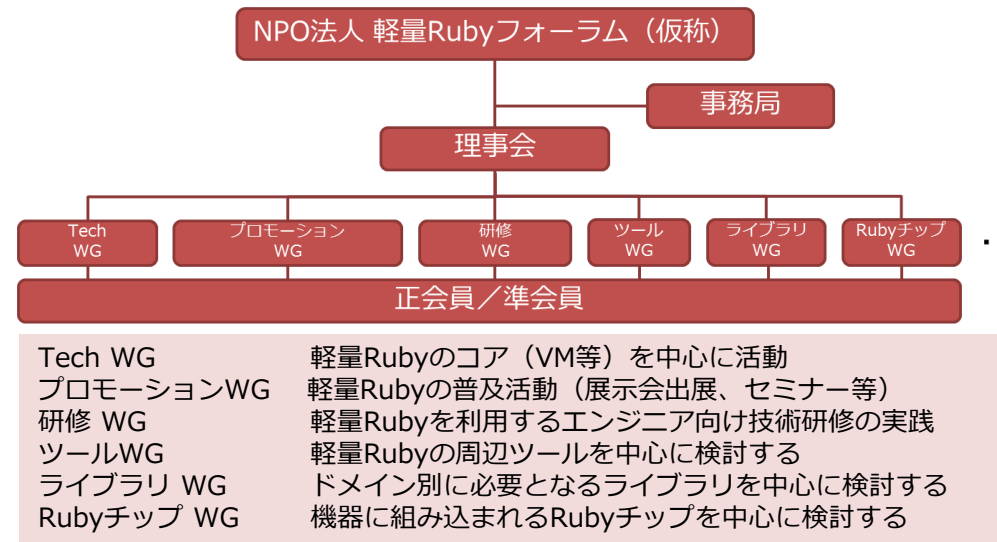 NPO法人 軽量Rubyフォーラム（仮称）
事務局
理事会
Tech
WG
プロモーション
WG
研修
WG
ツール
WG
ライブラリ
WG
Rubyチップ
WG
.
正会員／準会員
Tech WG 軽量Rubyのコア（VM等）を中心に活動
プロモーションWG 軽量Rubyの普及活動（展示会出展、セミナー等）
研修 WG 軽量Rubyを利用するエンジニア向け技術研修の実践
ツールWG 軽量Rubyの周辺ツールを中心に検討する
ライブラリ WG ドメイン別に必要となるライブラリを中心に検討する
Rubyチップ WG 機器に組み込まれるRubyチップを中心に検討する